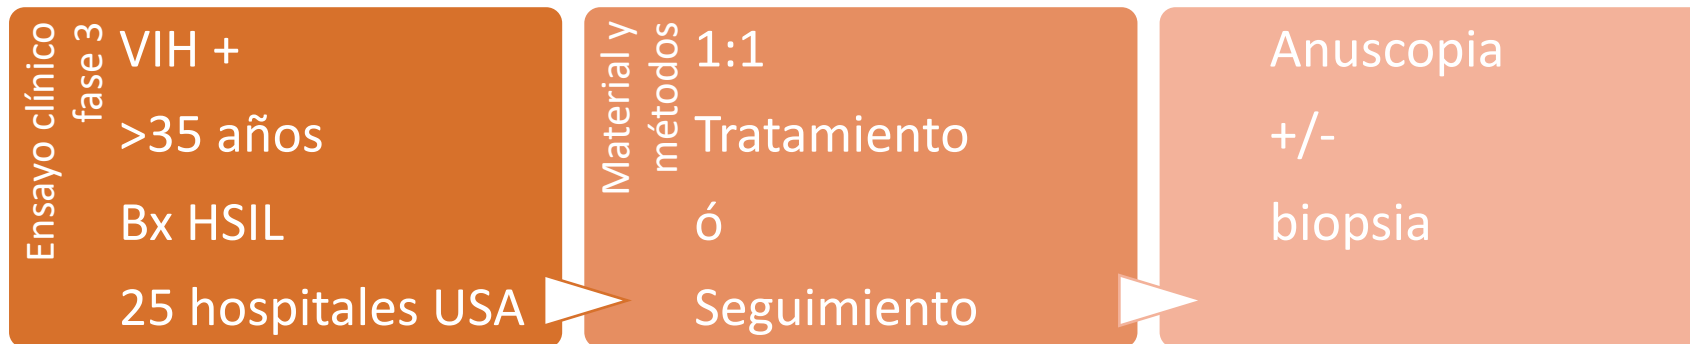 Ensayo clínico
fase 3
VIH +
>35 años
Bx HSIL
25 hospitales USA
Material y
métodos
1:1
Tratamiento
ó
Seguimiento
Anuscopia
+/-
biopsia